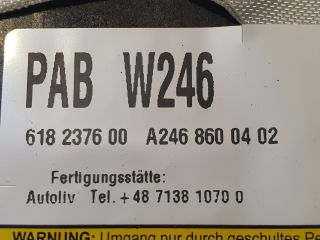 PAB W246
618 2376 00 A246 860 04 02
Fertigungsstätte:
Autoliv Tel. +48 7138 1070 0
WARNUNG: Umgang nur durch geschultes Pe